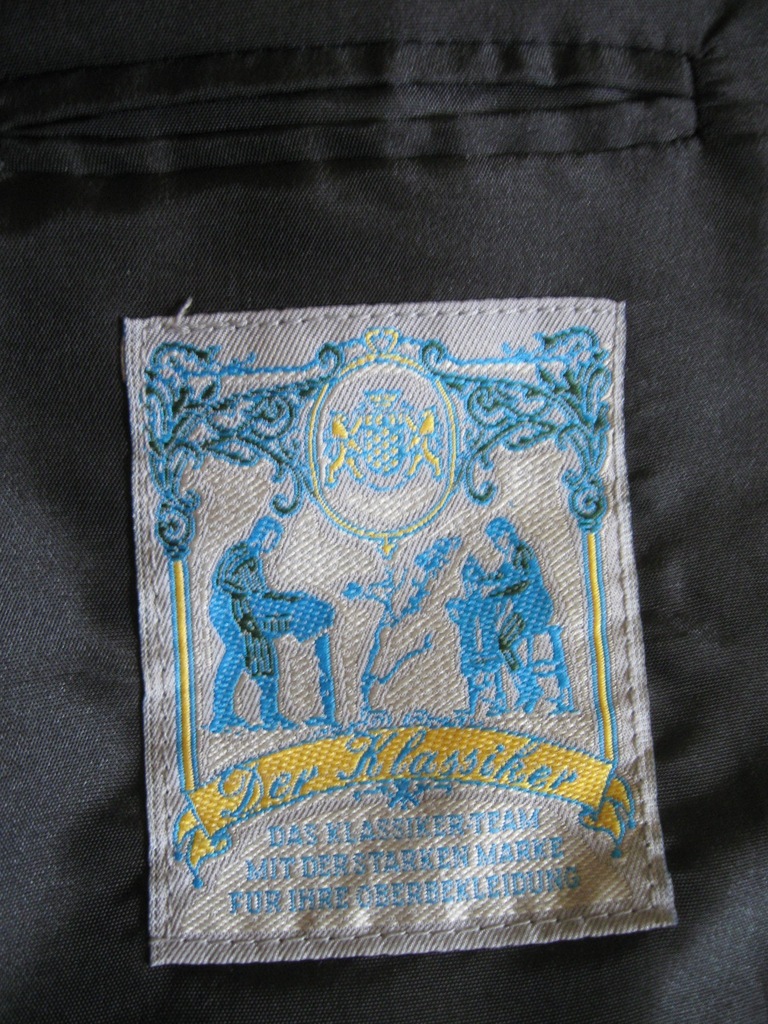 Der Klassiker
DAS KLASSIKER-TEAM
MIT DER STARKEN MARKE
FÜR IHRE OBERBEKLEIDUNG